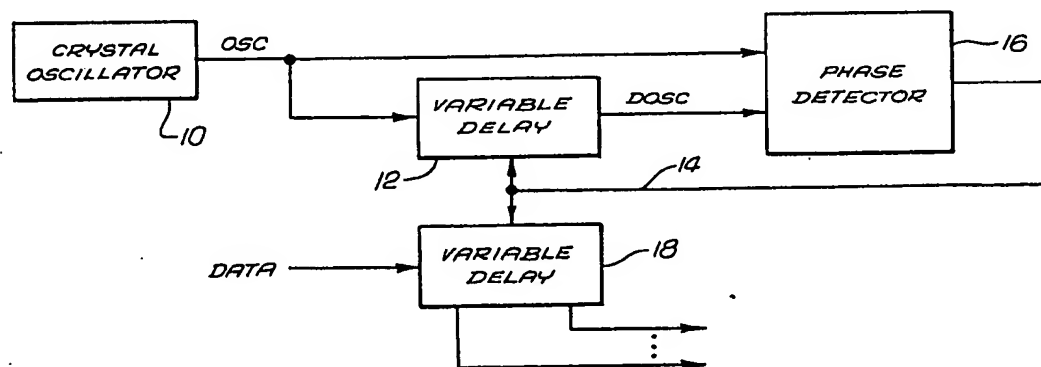 CRYSTAL
OSCILLATOR
10
OSC
VARIABLE
DELAY
12
DOSC
PHASE
DETECTOR
16
14
DATA
VARIABLE
DELAY
18